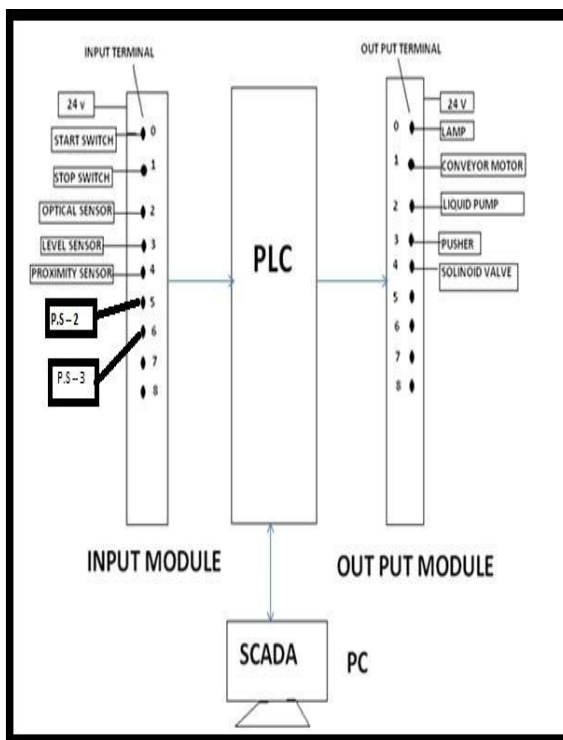 INPUT TERMINAL
24 v
START SWITCH
STOP SWITCH
OPTICAL SENSOR
LEVEL SENSOR
PROXIMITY SENSOR
P.S – 2
P.S – 3
0
1
2
3
4
5
6
7
8
INPUT MODULE
PLC
OUT PUT TERMINAL
0
1
2
3
4
5
6
7
8
24 V
LAMP
CONVEYOR MOTOR
LIQUID PUMP
PUSHER
SOLINOID VALVE
OUT PUT MODULE
SCADA
PC